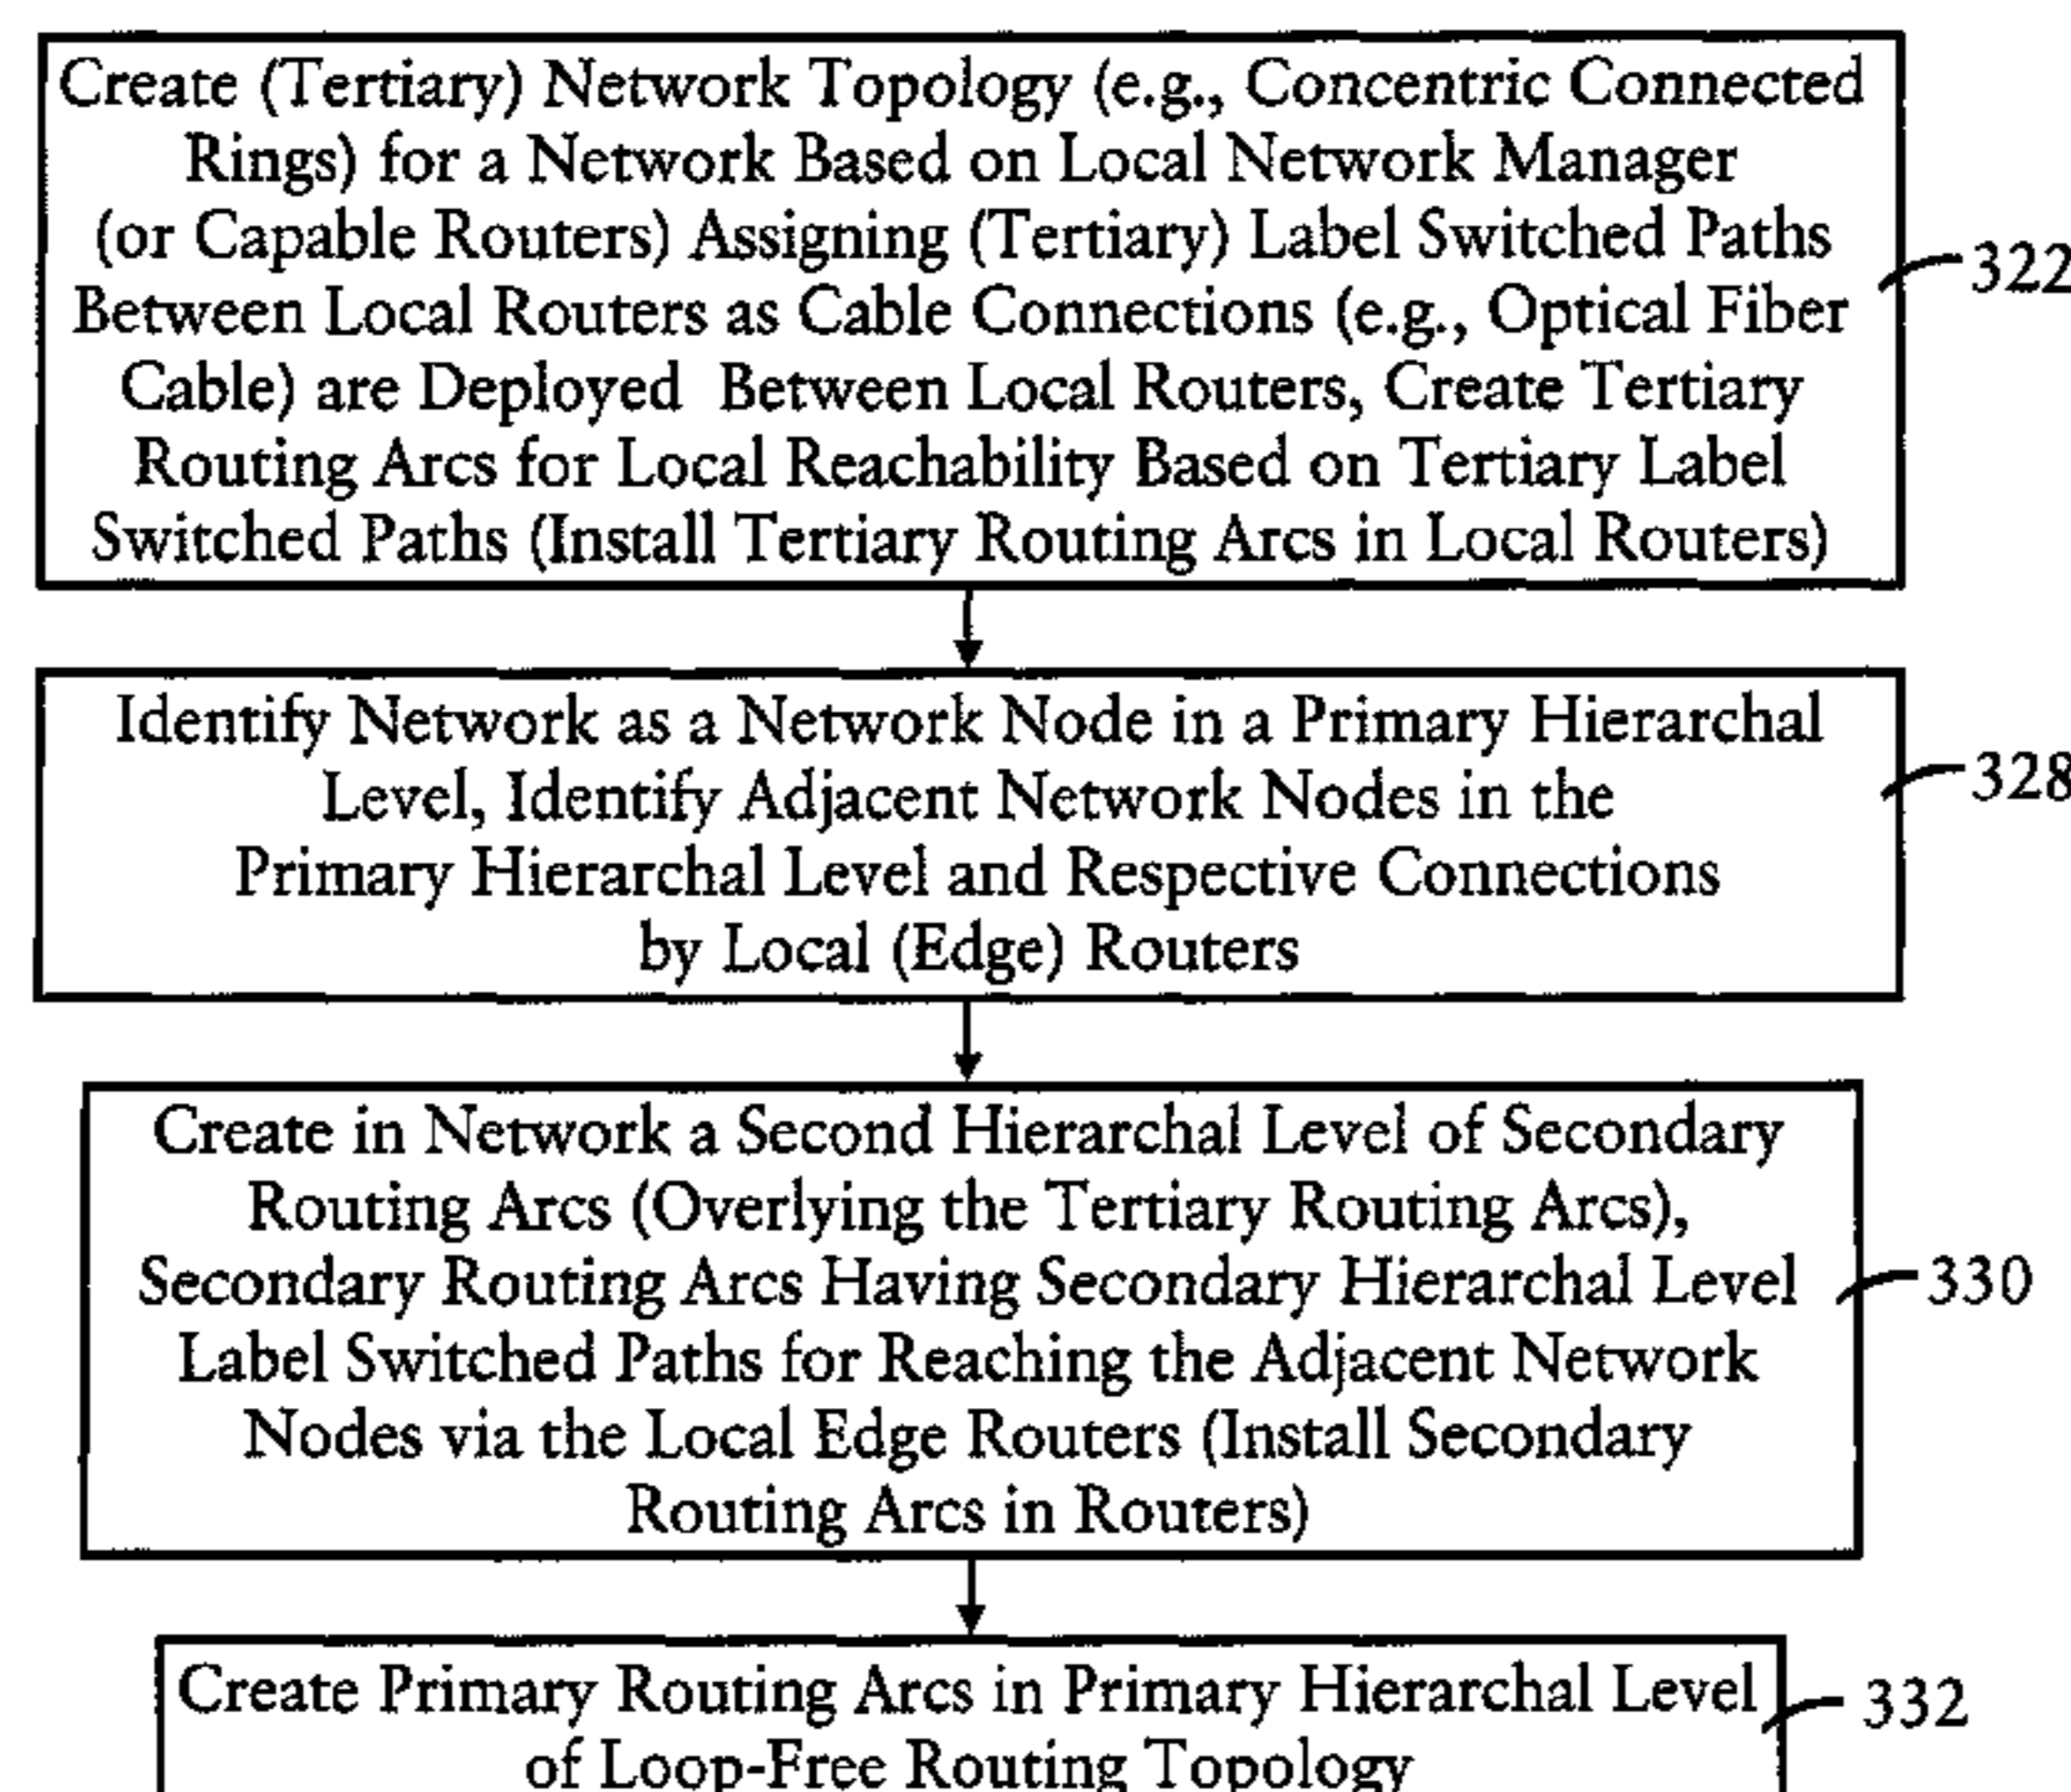 Create (Tertiary) Network Topology (e.g., Concentric Connected
Rings) for a Network Based on Local Network Manager
(or Capable Routers) Assigning (Tertiary) Label Switched Paths
Between Local Routers as Cable Connections (e.g., Optical Fiber
Cable) are Deployed Between Local Routers, Create Tertiary
Routing Arcs for Local Reachability Based on Tertiary Label
Switched Paths (Install Tertiary Routing Arcs in Local Routers)
322
Identify Network as a Network Node in a Primary Hierarchal
Level, Identify Adjacent Network Nodes in the
Primary Hierarchal Level and Respective Connections
by Local (Edge) Routers
328
Create in Network a Second Hierarchal Level of Secondary
Routing Arcs (Overlying the Tertiary Routing Arcs),
Secondary Routing Arcs Having Secondary Hierarchal Level
Label Switched Paths for Reaching the Adjacent Network
Nodes via the Local Edge Routers (Install Secondary
Routing Arcs in Routers)
330
Create Primary Routing Arcs in Primary Hierarchal Level
of Loop-Free Routing Topology
332